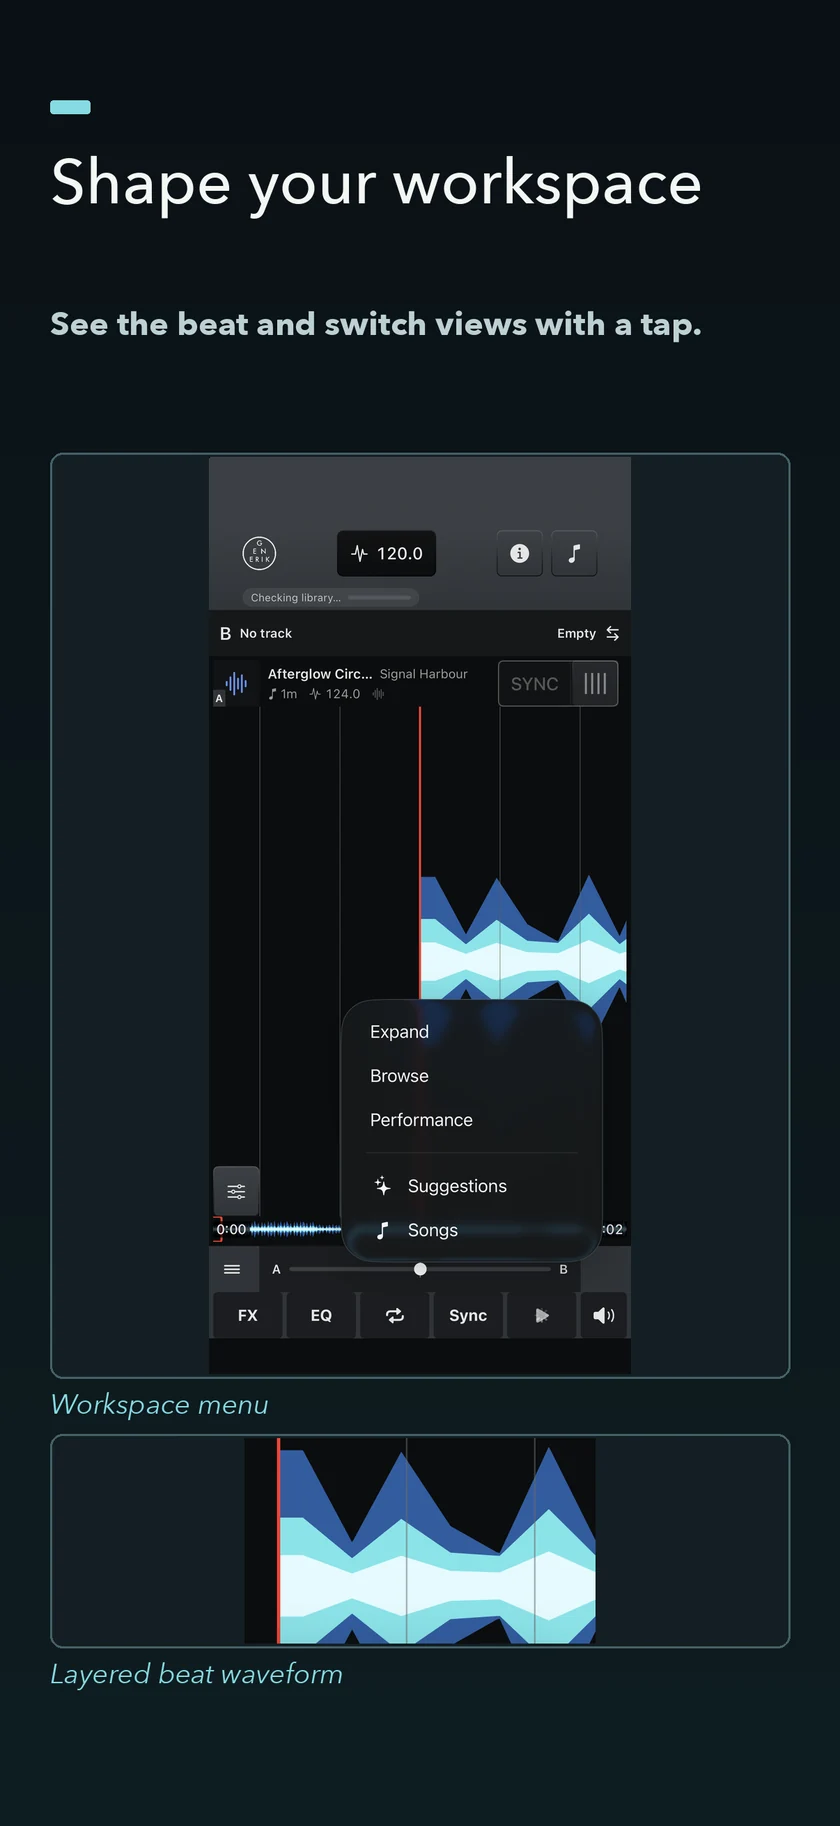 Shape your workspace
See the beat and switch views with a tap.
G
EN
ERIK
120.0
Checking library...
B No track
Empty
A
Afterglow Circ... Signal Harbour
1m 124.0
SYNC
Expand
Browse
Performance
Suggestions
Songs
0:00
:02
A
B
FX
EQ
Sync
Workspace menu
Layered beat waveform